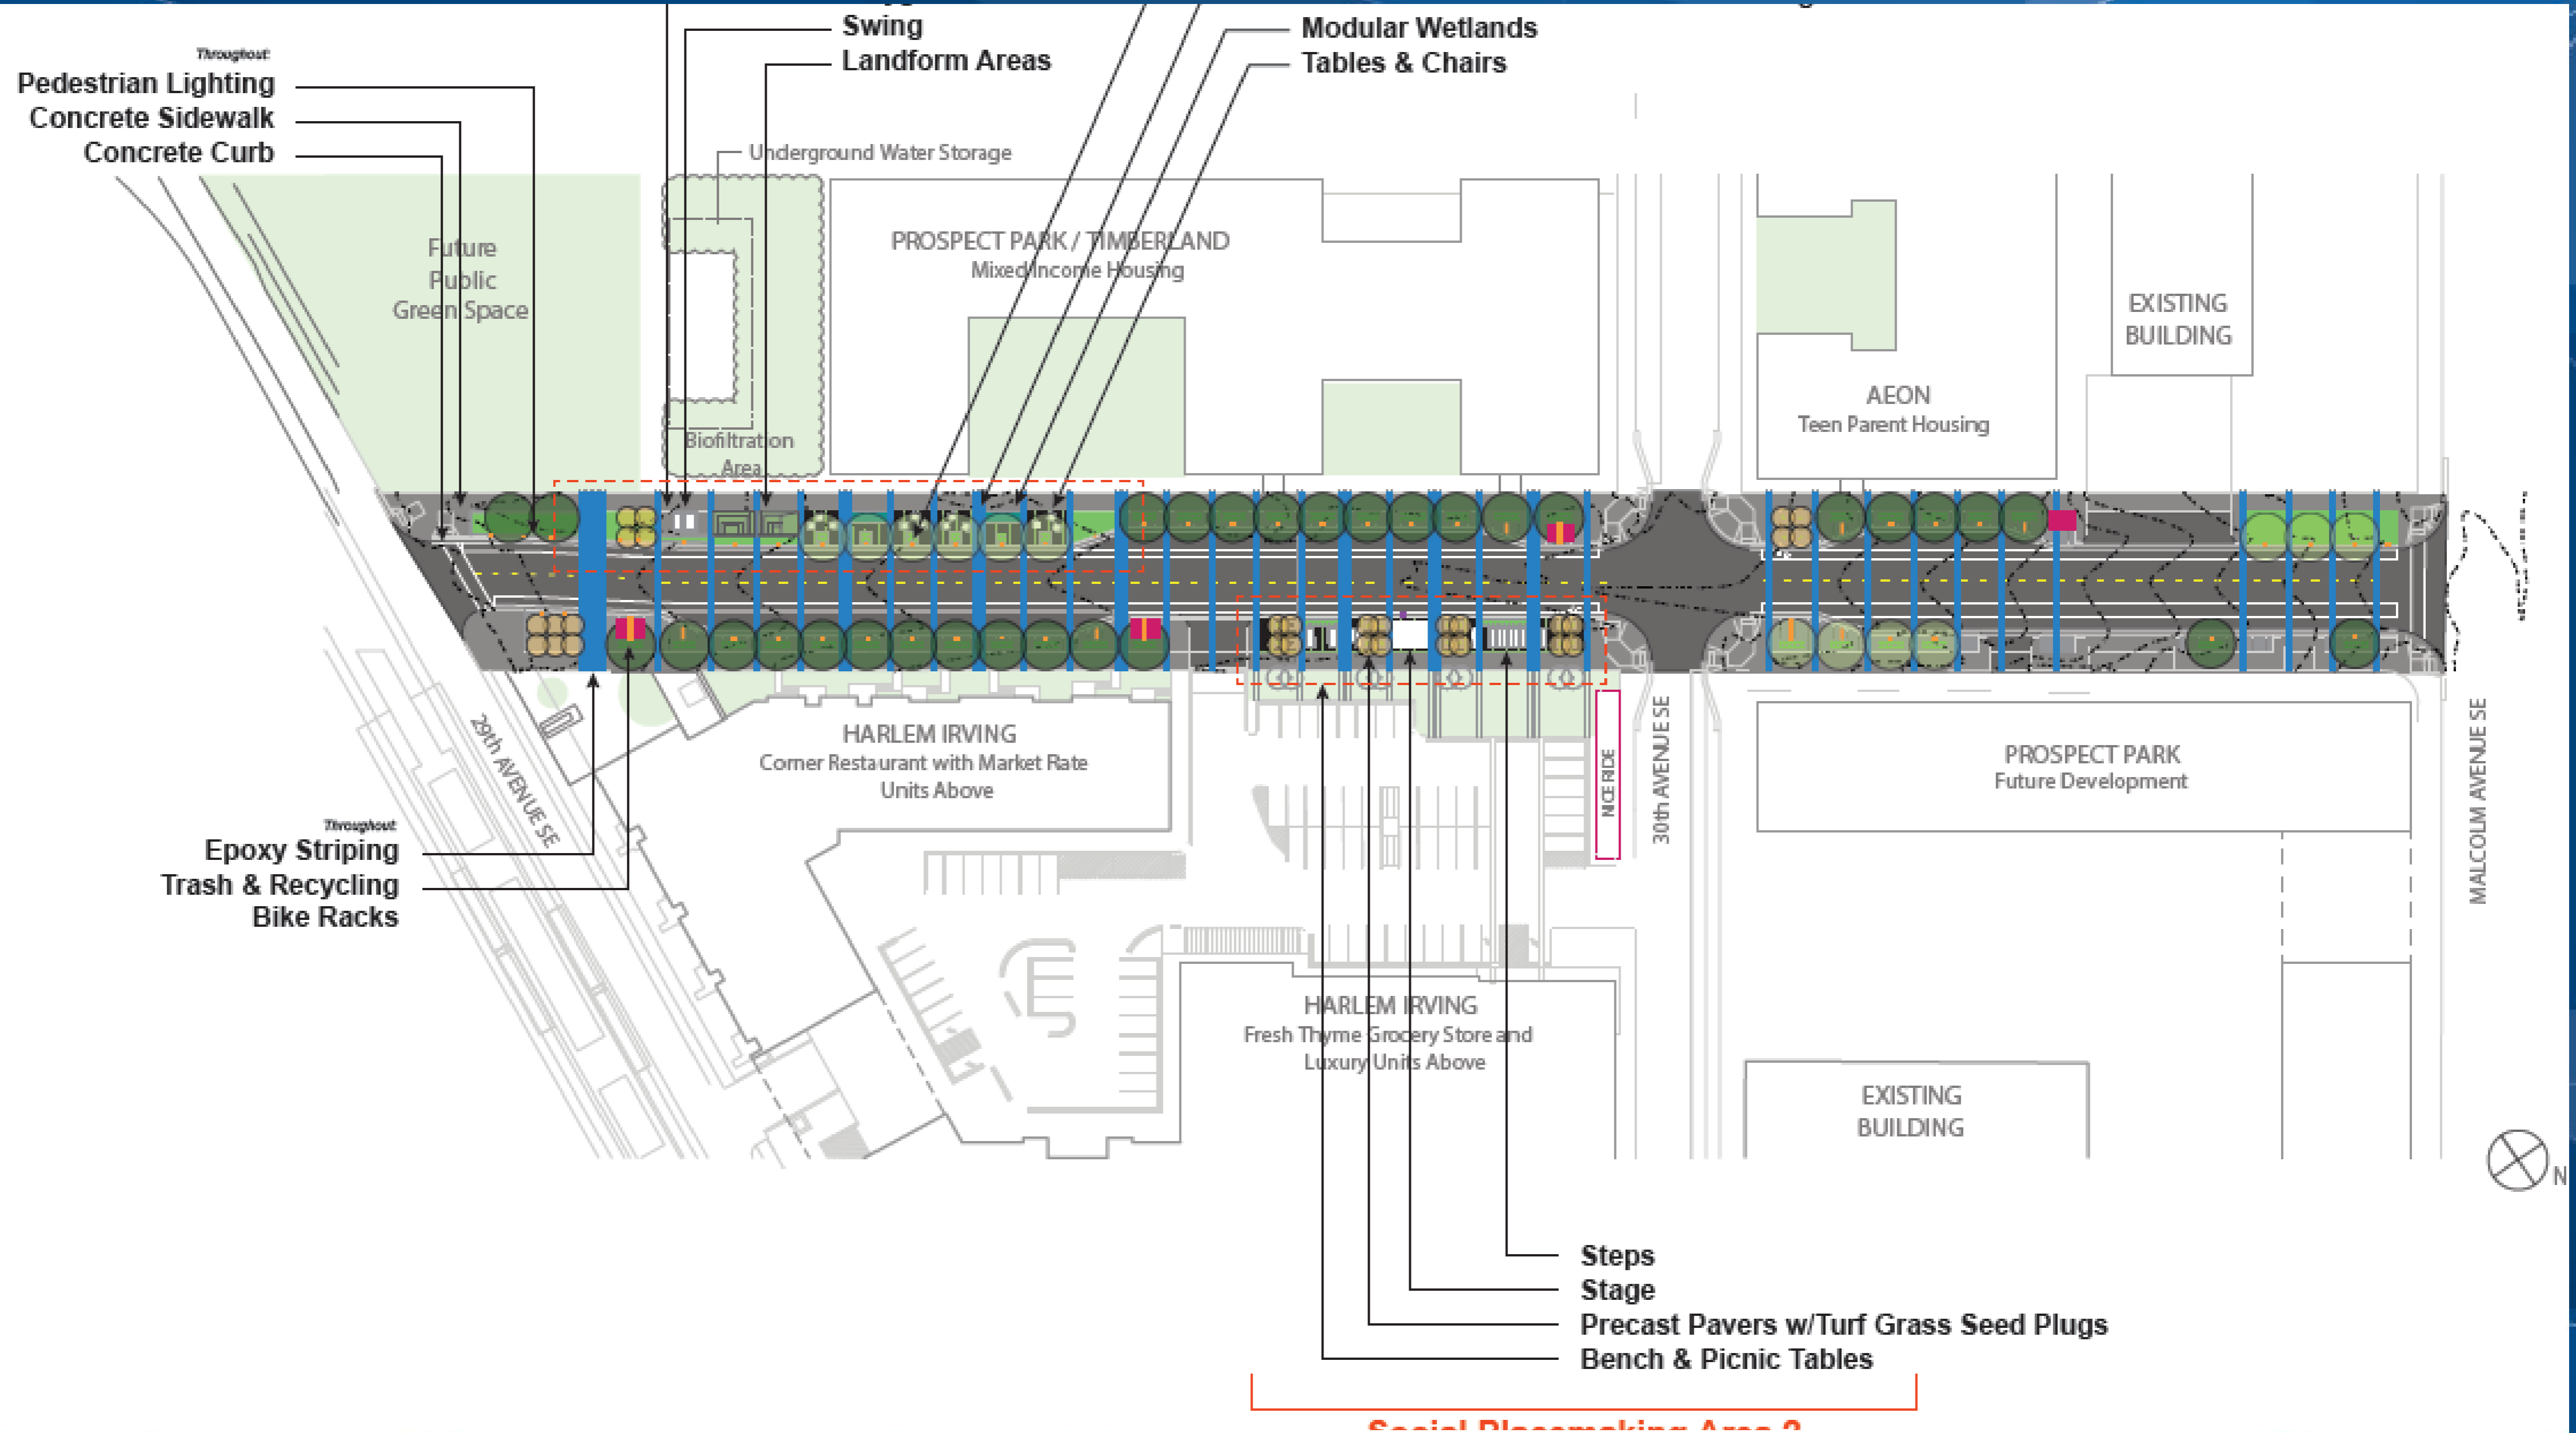 Swing
Landform Areas
Modular Wetlands
Tables & Chairs
Throughout
Pedestrian Lighting
Concrete Sidewalk
Concrete Curb
Underground Water Storage
Future
Public
Green Space
Biofiltration
Area
PROSPECT PARK / TIMBERLAND
Mixed Income Housing
AEON
Teen Parent Housing
EXISTING
BUILDING
29th AVENUE SE
HARLEM IRVING
Corner Restaurant with Market Rate
Units Above
NICE RIDE
30th AVENUE SE
PROSPECT PARK
Future Development
MALCOLM AVENUE SE
Throughout
Epoxy Striping
Trash & Recycling
Bike Racks
HARLEM IRVING
Fresh Thyme Grocery Store and
Luxury Units Above
EXISTING
BUILDING
N
Steps
Stage
Precast Pavers w/Turf Grass Seed Plugs
Bench & Picnic Tables
Social Placemaking Area 2